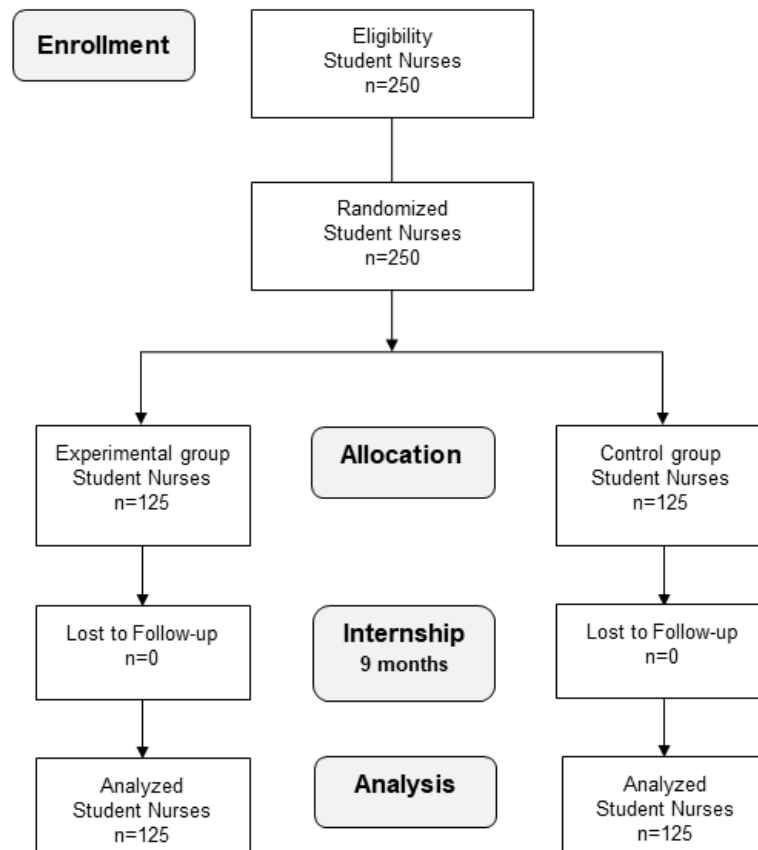 Enrollment
Eligibility
Student Nurses
n=250
Randomized
Student Nurses
n=250
Experimental group
Student Nurses
n=125
Allocation
Control group
Student Nurses
n=125
Lost to Follow-up
n=0
Internship
9 months
Lost to Follow-up
n=0
Analyzed
Student Nurses
n=125
Analysis
Analyzed
Student Nurses
n=125